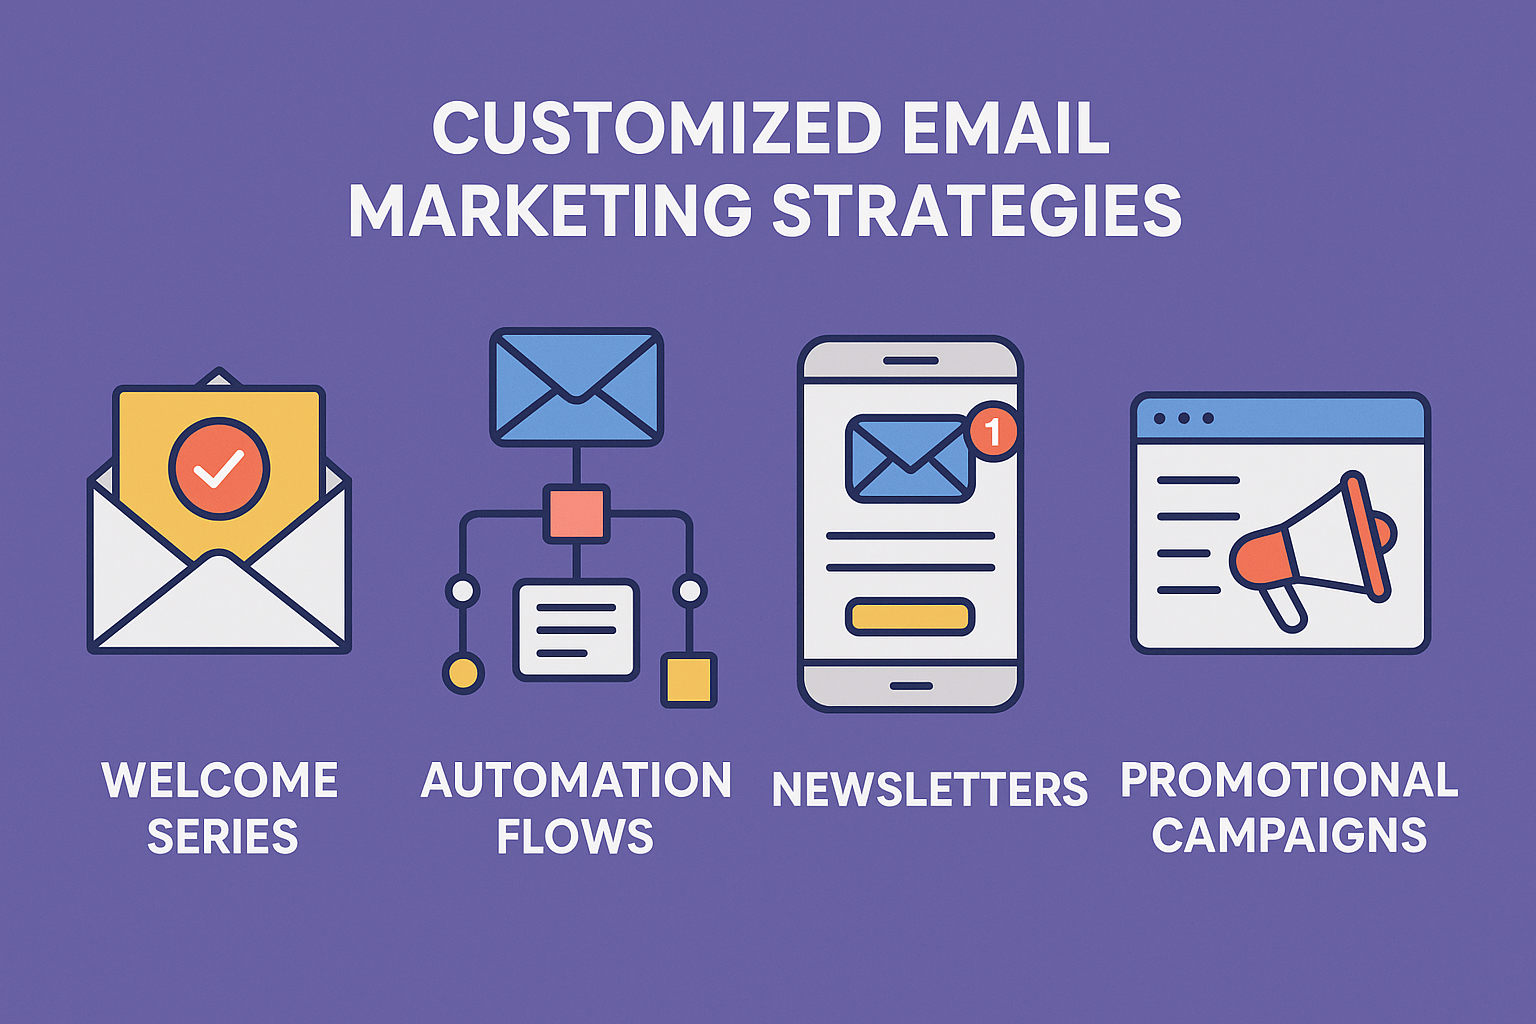 CUSTOMIZED EMAIL
MARKETING STRATEGIES
1
WELCOME
SERIES
AUTOMATION
FLOWS
NEWSLETTERS
PROMOTIONAL
CAMPAIGNS